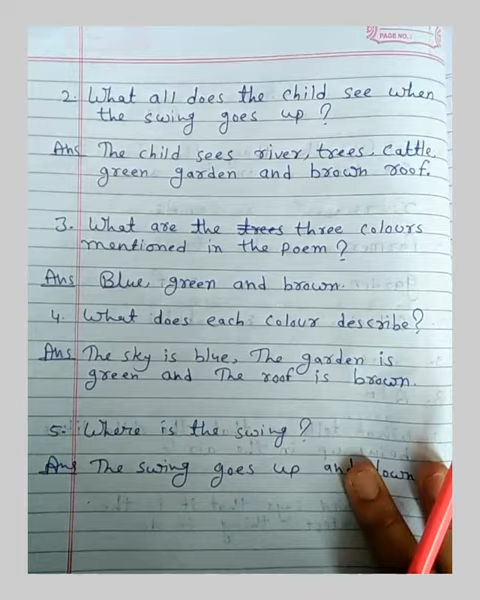 PAGE NO.:
2. What all does the child see when
the swing goes up?
Ans The child sees river, trees, cattle,
green garden and brown roof.
3. What are the trees three colours
mentioned in the poem?
Ans Blue, green and brown.
4. What does each colour describe?
Ans The sky is blue, The garden is
green and The roof is brown.
5. Where is the swing?
Ans The swing goes up and down